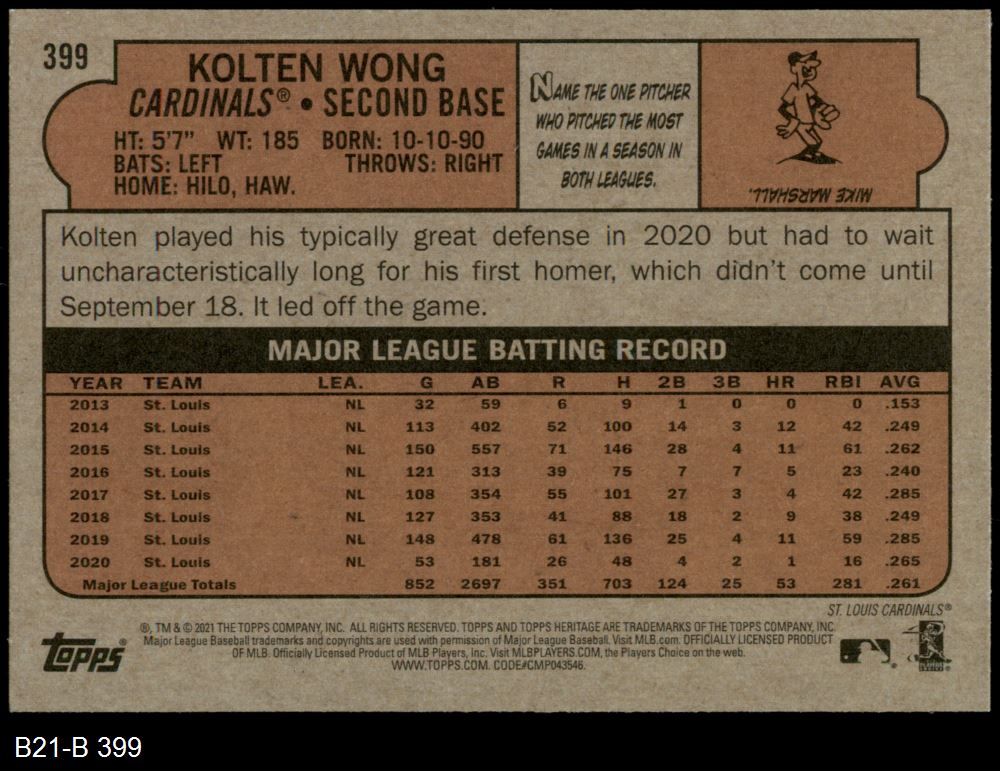 399
KOLTEN WONG
CARDINALS® • SECOND BASE
HT: 5'7" WT: 185 BORN: 10-10-90
BATS: LEFT THROWS: RIGHT
HOME: HILO, HAW.
NAME THE ONE PITCHER
WHO PITCHED THE MOST
GAMES IN A SEASON IN
BOTH LEAGUES.
MIKE MARSHALL.
Kolten played his typically great defense in 2020 but had to wait
uncharacteristically long for his first homer, which didn't come until
September 18. It led off the game.
MAJOR LEAGUE BATTING RECORD
YEAR TEAM LEA. G AB R H 2B 3B HR RBI AVG
2013 St. Louis NL 32 59 6 9 1 0 0 0 .153
2014 St. Louis NL 113 402 52 100 14 3 12 42 .249
2015 St. Louis NL 150 557 71 146 28 4 11 61 .262
2016 St. Louis NL 121 313 39 75 7 7 5 23 .240
2017 St. Louis NL 108 354 55 101 27 3 4 42 .285
2018 St. Louis NL 127 353 41 88 18 2 9 38 .249
2019 St. Louis NL 148 478 61 136 25 4 11 59 .285
2020 St. Louis NL 53 181 26 48 4 2 1 16 .265
Major League Totals 852 2697 351 703 124 25 53 281 .261
ST. LOUIS CARDINALS®
®, TM & © 2021 THE TOPPS COMPANY, INC. ALL RIGHTS RESERVED. TOPPS AND TOPPS HERITAGE ARE TRADEMARKS OF THE TOPPS COMPANY, INC.
Major League Baseball trademarks and copyrights are used with permission of Major League Baseball. Visit MLB.com. OFFICIALLY LICENSED PRODUCT
OF MLB. Officially Licensed Product of MLB Players, Inc. Visit MLBPLAYERS.COM, the Players Choice on the web.
WWW.TOPPS.COM. CODE#CMP043546.
Topps®
B21-B 399